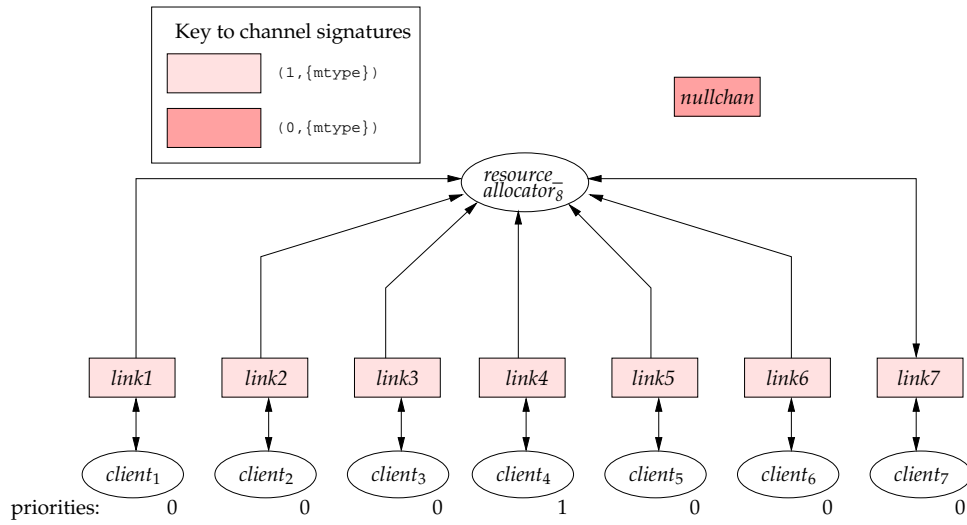 Key to channel signatures
(1,{mtype})
(0,{mtype})
nullchan
resource_
allocator8
link1 link2 link3 link4 link5 link6 link7
client1 client2 client3 client4 client5 client6 client7
priorities: 0 0 0 1 0 0 0